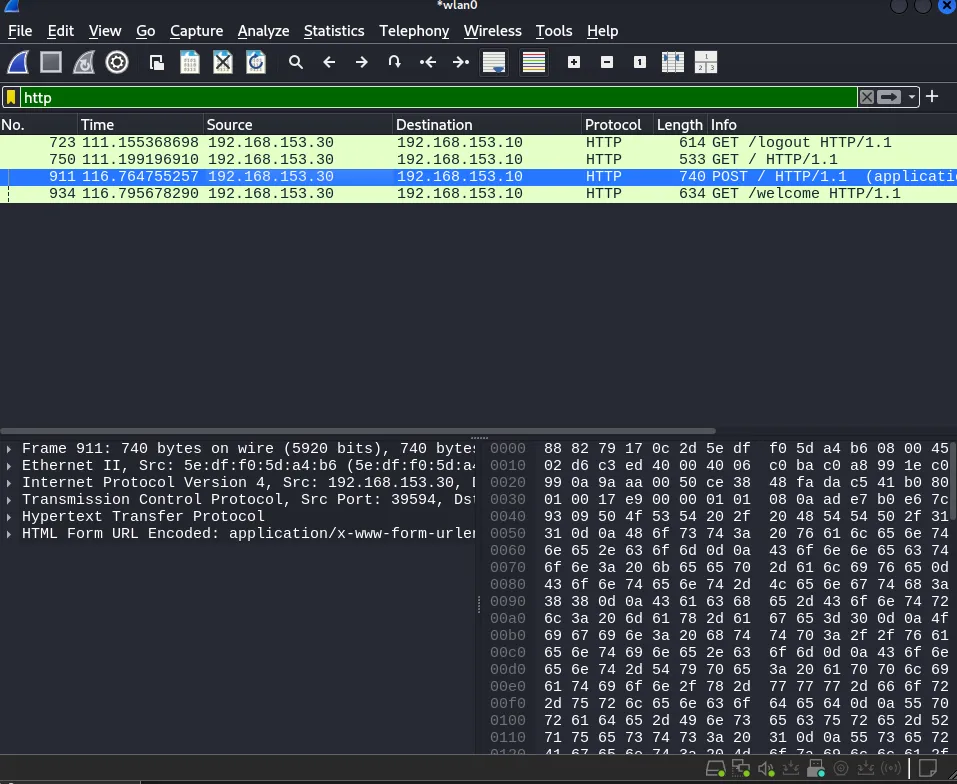 *wlan0
File Edit View Go Capture Analyze Statistics Telephony Wireless Tools Help
http
No. Time Source Destination Protocol Length Info
723 111.155368698 192.168.153.30 192.168.153.10 HTTP 614 GET /logout HTTP/1.1
750 111.199196910 192.168.153.30 192.168.153.10 HTTP 533 GET / HTTP/1.1
911 116.764755257 192.168.153.30 192.168.153.10 HTTP 740 POST / HTTP/1.1 (applicati
934 116.795678290 192.168.153.30 192.168.153.10 HTTP 634 GET /welcome HTTP/1.1
Frame 911: 740 bytes on wire (5920 bits), 740 bytes
Ethernet II, Src: 5e:df:f0:5d:a4:b6 (5e:df:f0:5d:a4
Internet Protocol Version 4, Src: 192.168.153.30, D
Transmission Control Protocol, Src Port: 39594, Dst
Hypertext Transfer Protocol
HTML Form URL Encoded: application/x-www-form-urle
0000 88 82 79 17 0c 2d 5e df f0 5d a4 b6 08 00 45
0010 02 d6 c3 ed 40 00 40 06 c0 ba c0 a8 99 1e c0
0020 99 0a 9a aa 00 50 ce 38 48 fa da c5 41 b0 80
0030 01 00 17 e9 00 00 01 01 08 0a ad e7 b0 e6 7c
0040 93 09 50 4f 53 54 20 2f 20 48 54 54 50 2f 31
0050 31 0d 0a 48 6f 73 74 3a 20 76 61 6c 65 6e 74
0060 6e 65 2e 63 6f 6d 0d 0a 43 6f 6e 6e 65 63 74
0070 6f 6e 3a 20 6b 65 65 70 2d 61 6c 69 76 65 0d
0080 43 6f 6e 74 65 6e 74 2d 4c 65 6e 67 74 68 3a
0090 38 38 0d 0a 43 61 63 68 65 2d 43 6f 6e 74 72
00a0 6c 3a 20 6d 61 78 2d 61 67 65 3d 30 0d 0a 4f
00b0 69 67 69 6e 3a 20 68 74 74 70 3a 2f 2f 76 61
00c0 65 6e 74 69 6e 65 2e 63 6f 6d 0d 0a 43 6f 6e
00d0 65 6e 74 2d 54 79 70 65 3a 20 61 70 70 6c 69
00e0 61 74 69 6f 6e 2f 78 2d 77 77 77 2d 66 6f 72
00f0 2d 75 72 6c 65 6e 63 6f 64 65 64 0d 0a 55 70
0100 72 61 64 65 2d 49 6e 73 65 63 75 72 65 2d 52
0110 71 75 65 73 74 73 3a 20 31 0d 0a 55 73 65 72
0120 41 67 65 6e 74 3a 20 4d 6f 7a 69 6c 6c 61 2f